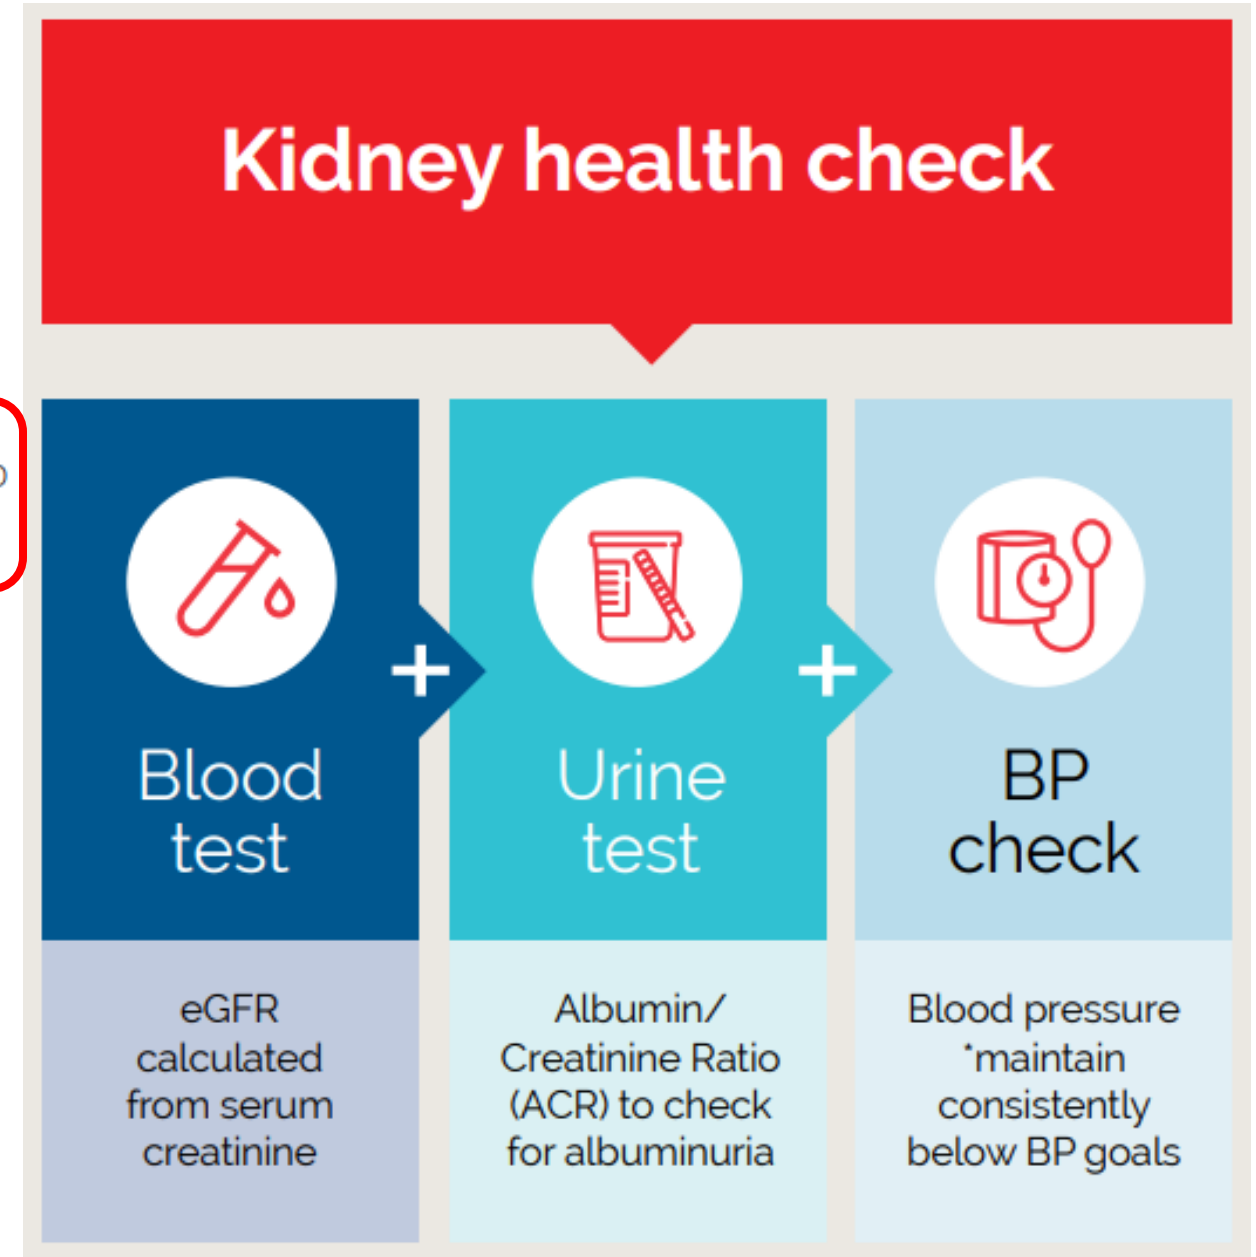 Kidney health check
+
+
Blood
test
Urine
test
BP
check
eGFR
calculated
from serum
creatinine
Albumin/
Creatinine Ratio
(ACR) to check
for albuminuria
Blood pressure
*maintain
consistently
below BP goals